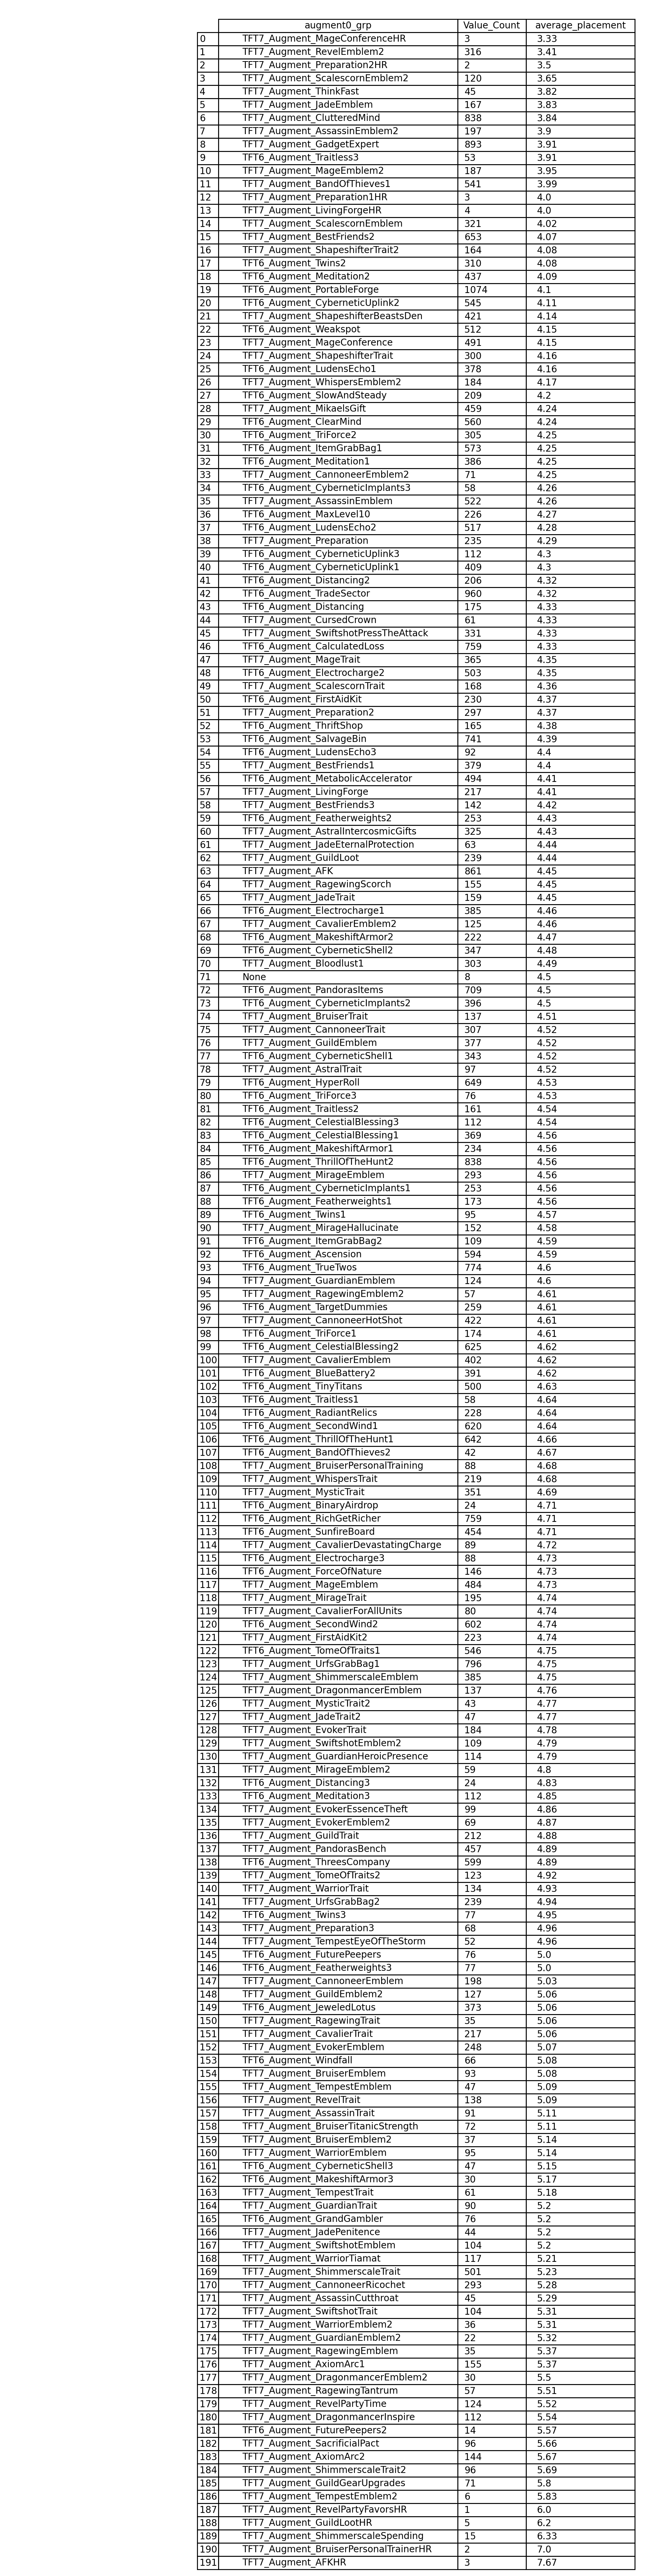 augment0_grp Value_Count average_placement
0 TFT7_Augment_MageConferenceHR 3 3.33
1 TFT7_Augment_RevelEmblem2 316 3.41
2 TFT7_Augment_Preparation2HR 2 3.5
3 TFT7_Augment_ScalescornEmblem2 120 3.65
4 TFT7_Augment_ThinkFast 45 3.82
5 TFT7_Augment_JadeEmblem 167 3.83
6 TFT7_Augment_ClutteredMind 838 3.84
7 TFT7_Augment_AssassinEmblem2 197 3.9
8 TFT7_Augment_GadgetExpert 893 3.91
9 TFT6_Augment_Traitless3 53 3.91
10 TFT7_Augment_MageEmblem2 187 3.95
11 TFT7_Augment_BandOfThieves1 541 3.99
12 TFT7_Augment_Preparation1HR 3 4.0
13 TFT7_Augment_LivingForgeHR 4 4.0
14 TFT7_Augment_ScalescornEmblem 321 4.02
15 TFT7_Augment_BestFriends2 653 4.07
16 TFT7_Augment_ShapeshifterTrait2 164 4.08
17 TFT6_Augment_Twins2 310 4.08
18 TFT6_Augment_Meditation2 437 4.09
19 TFT6_Augment_PortableForge 1074 4.1
20 TFT6_Augment_CyberneticUplink2 545 4.11
21 TFT7_Augment_ShapeshifterBeastsDen 421 4.14
22 TFT6_Augment_Weakspot 512 4.15
23 TFT7_Augment_MageConference 491 4.15
24 TFT7_Augment_ShapeshifterTrait 300 4.16
25 TFT6_Augment_LudensEcho1 378 4.16
26 TFT7_Augment_WhispersEmblem2 184 4.17
27 TFT6_Augment_SlowAndSteady 209 4.2
28 TFT7_Augment_MikaelsGift 459 4.24
29 TFT6_Augment_ClearMind 560 4.24
30 TFT6_Augment_TriForce2 305 4.25
31 TFT6_Augment_ItemGrabBag1 573 4.25
32 TFT6_Augment_Meditation1 386 4.25
33 TFT7_Augment_CannoneerEmblem2 71 4.25
34 TFT6_Augment_CyberneticImplants3 58 4.26
35 TFT7_Augment_AssassinEmblem 522 4.26
36 TFT6_Augment_MaxLevel10 226 4.27
37 TFT6_Augment_LudensEcho2 517 4.28
38 TFT7_Augment_Preparation 235 4.29
39 TFT6_Augment_CyberneticUplink3 112 4.3
40 TFT6_Augment_CyberneticUplink1 409 4.3
41 TFT6_Augment_Distancing2 206 4.32
42 TFT6_Augment_TradeSector 960 4.32
43 TFT6_Augment_Distancing 175 4.33
44 TFT7_Augment_CursedCrown 61 4.33
45 TFT7_Augment_SwiftshotPressTheAttack 331 4.33
46 TFT6_Augment_CalculatedLoss 759 4.33
47 TFT7_Augment_MageTrait 365 4.35
48 TFT6_Augment_Electrocharge2 503 4.35
49 TFT7_Augment_ScalescornTrait 168 4.36
50 TFT6_Augment_FirstAidKit 230 4.37
51 TFT7_Augment_Preparation2 297 4.37
52 TFT6_Augment_ThriftShop 165 4.38
53 TFT6_Augment_SalvageBin 741 4.39
54 TFT6_Augment_LudensEcho3 92 4.4
55 TFT7_Augment_BestFriends1 379 4.4
56 TFT6_Augment_MetabolicAccelerator 494 4.41
57 TFT7_Augment_LivingForge 217 4.41
58 TFT7_Augment_BestFriends3 142 4.42
59 TFT6_Augment_Featherweights2 253 4.43
60 TFT7_Augment_AstralIntercosmicGifts 325 4.43
61 TFT7_Augment_JadeEternalProtection 63 4.44
62 TFT7_Augment_GuildLoot 239 4.44
63 TFT7_Augment_AFK 861 4.45
64 TFT7_Augment_RagewingScorch 155 4.45
65 TFT7_Augment_JadeTrait 159 4.45
66 TFT6_Augment_Electrocharge1 385 4.46
67 TFT7_Augment_CavalierEmblem2 125 4.46
68 TFT6_Augment_MakeshiftArmor2 222 4.47
69 TFT6_Augment_CyberneticShell2 347 4.48
70 TFT7_Augment_Bloodlust1 303 4.49
71 None 8 4.5
72 TFT6_Augment_PandorasItems 709 4.5
73 TFT6_Augment_CyberneticImplants2 396 4.5
74 TFT7_Augment_BruiserTrait 137 4.51
75 TFT7_Augment_CannoneerTrait 307 4.52
76 TFT7_Augment_GuildEmblem 377 4.52
77 TFT6_Augment_CyberneticShell1 343 4.52
78 TFT7_Augment_AstralTrait 97 4.52
79 TFT6_Augment_HyperRoll 649 4.53
80 TFT6_Augment_TriForce3 76 4.53
81 TFT6_Augment_Traitless2 161 4.54
82 TFT6_Augment_CelestialBlessing3 112 4.54
83 TFT6_Augment_CelestialBlessing1 369 4.56
84 TFT6_Augment_MakeshiftArmor1 234 4.56
85 TFT6_Augment_ThrillOfTheHunt2 838 4.56
86 TFT7_Augment_MirageEmblem 293 4.56
87 TFT6_Augment_CyberneticImplants1 253 4.56
88 TFT6_Augment_Featherweights1 173 4.56
89 TFT6_Augment_Twins1 95 4.57
90 TFT7_Augment_MirageHallucinate 152 4.58
91 TFT6_Augment_ItemGrabBag2 109 4.59
92 TFT6_Augment_Ascension 594 4.59
93 TFT6_Augment_TrueTwos 774 4.6
94 TFT7_Augment_GuardianEmblem 124 4.6
95 TFT7_Augment_RagewingEmblem2 57 4.61
96 TFT6_Augment_TargetDummies 259 4.61
97 TFT7_Augment_CannoneerHotShot 422 4.61
98 TFT6_Augment_TriForce1 174 4.61
99 TFT6_Augment_CelestialBlessing2 625 4.62
100 TFT7_Augment_CavalierEmblem 402 4.62
101 TFT6_Augment_BlueBattery2 391 4.62
102 TFT6_Augment_TinyTitans 500 4.63
103 TFT6_Augment_Traitless1 58 4.64
104 TFT6_Augment_RadiantRelics 228 4.64
105 TFT6_Augment_SecondWind1 620 4.64
106 TFT6_Augment_ThrillOfTheHunt1 642 4.66
107 TFT6_Augment_BandOfThieves2 42 4.67
108 TFT7_Augment_BruiserPersonalTraining 88 4.68
109 TFT7_Augment_WhispersTrait 219 4.68
110 TFT7_Augment_MysticTrait 351 4.69
111 TFT6_Augment_BinaryAirdrop 24 4.71
112 TFT6_Augment_RichGetRicher 759 4.71
113 TFT6_Augment_SunfireBoard 454 4.71
114 TFT7_Augment_CavalierDevastatingCharge 89 4.72
115 TFT6_Augment_Electrocharge3 88 4.73
116 TFT6_Augment_ForceOfNature 146 4.73
117 TFT7_Augment_MageEmblem 484 4.73
118 TFT7_Augment_MirageTrait 195 4.74
119 TFT7_Augment_CavalierForAllUnits 80 4.74
120 TFT6_Augment_SecondWind2 602 4.74
121 TFT7_Augment_FirstAidKit2 223 4.74
122 TFT6_Augment_TomeOfTraits1 546 4.75
123 TFT7_Augment_UrfsGrabBag1 796 4.75
124 TFT7_Augment_ShimmerscaleEmblem 385 4.75
125 TFT7_Augment_DragonmancerEmblem 137 4.76
126 TFT7_Augment_MysticTrait2 43 4.77
127 TFT7_Augment_JadeTrait2 47 4.77
128 TFT7_Augment_EvokerTrait 184 4.78
129 TFT7_Augment_SwiftshotEmblem2 109 4.79
130 TFT7_Augment_GuardianHeroicPresence 114 4.79
131 TFT7_Augment_MirageEmblem2 59 4.8
132 TFT6_Augment_Distancing3 24 4.83
133 TFT6_Augment_Meditation3 112 4.85
134 TFT7_Augment_EvokerEssenceTheft 99 4.86
135 TFT7_Augment_EvokerEmblem2 69 4.87
136 TFT7_Augment_GuildTrait 212 4.88
137 TFT7_Augment_PandorasBench 457 4.89
138 TFT6_Augment_ThreesCompany 599 4.89
139 TFT7_Augment_TomeOfTraits2 123 4.92
140 TFT7_Augment_WarriorTrait 134 4.93
141 TFT7_Augment_UrfsGrabBag2 239 4.94
142 TFT6_Augment_Twins3 77 4.95
143 TFT7_Augment_Preparation3 68 4.96
144 TFT7_Augment_TempestEyeOfTheStorm 52 4.96
145 TFT6_Augment_FuturePeepers 76 5.0
146 TFT6_Augment_Featherweights3 77 5.0
147 TFT7_Augment_CannoneerEmblem 198 5.03
148 TFT7_Augment_GuildEmblem2 127 5.06
149 TFT6_Augment_JeweledLotus 373 5.06
150 TFT7_Augment_RagewingTrait 35 5.06
151 TFT7_Augment_CavalierTrait 217 5.06
152 TFT7_Augment_EvokerEmblem 248 5.07
153 TFT6_Augment_Windfall 66 5.08
154 TFT7_Augment_BruiserEmblem 93 5.08
155 TFT7_Augment_TempestEmblem 47 5.09
156 TFT7_Augment_RevelTrait 138 5.09
157 TFT7_Augment_AssassinTrait 91 5.11
158 TFT7_Augment_BruiserTitanicStrength 72 5.11
159 TFT7_Augment_BruiserEmblem2 37 5.14
160 TFT7_Augment_WarriorEmblem 95 5.14
161 TFT6_Augment_CyberneticShell3 47 5.15
162 TFT6_Augment_MakeshiftArmor3 30 5.17
163 TFT7_Augment_TempestTrait 61 5.18
164 TFT7_Augment_GuardianTrait 90 5.2
165 TFT6_Augment_GrandGambler 76 5.2
166 TFT7_Augment_JadePenitence 44 5.2
167 TFT7_Augment_SwiftshotEmblem 104 5.2
168 TFT7_Augment_WarriorTiamat 117 5.21
169 TFT7_Augment_ShimmerscaleTrait 501 5.23
170 TFT7_Augment_CannoneerRicochet 293 5.28
171 TFT7_Augment_AssassinCutthroat 45 5.29
172 TFT7_Augment_SwiftshotTrait 104 5.31
173 TFT7_Augment_WarriorEmblem2 36 5.31
174 TFT7_Augment_GuardianEmblem2 22 5.32
175 TFT7_Augment_RagewingEmblem 35 5.37
176 TFT7_Augment_AxiomArc1 155 5.37
177 TFT7_Augment_DragonmancerEmblem2 30 5.5
178 TFT7_Augment_RagewingTantrum 57 5.51
179 TFT7_Augment_RevelPartyTime 124 5.52
180 TFT7_Augment_DragonmancerInspire 112 5.54
181 TFT6_Augment_FuturePeepers2 14 5.57
182 TFT7_Augment_SacrificialPact 96 5.66
183 TFT7_Augment_AxiomArc2 144 5.67
184 TFT7_Augment_ShimmerscaleTrait2 96 5.69
185 TFT7_Augment_GuildGearUpgrades 71 5.8
186 TFT7_Augment_TempestEmblem2 6 5.83
187 TFT7_Augment_RevelPartyFavorsHR 1 6.0
188 TFT7_Augment_GuildLootHR 5 6.2
189 TFT7_Augment_ShimmerscaleSpending 15 6.33
190 TFT7_Augment_BruiserPersonalTrainerHR 2 7.0
191 TFT7_Augment_AFKHR 3 7.67